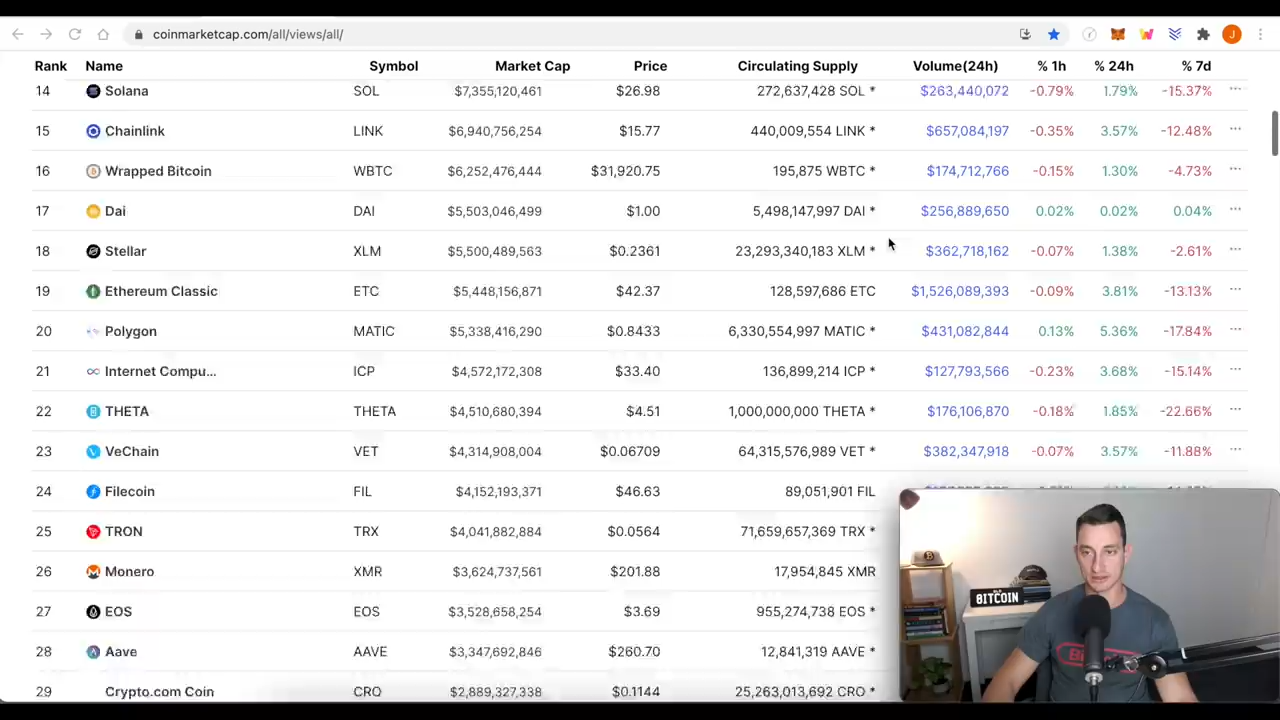 coinmarketcap.com/all/views/all/
J
Rank Name Symbol Market Cap Price Circulating Supply Volume(24h) % 1h % 24h % 7d
14 Solana SOL $7,355,120,461 $26.98 272,637,428 SOL * $263,440,072 -0.79% 1.79% -15.37%
15 Chainlink LINK $6,940,756,254 $15.77 440,009,554 LINK * $657,084,197 -0.35% 3.57% -12.48%
16 Wrapped Bitcoin WBTC $6,252,476,444 $31,920.75 195,875 WBTC * $174,712,766 -0.15% 1.30% -4.73%
17 Dai DAI $5,503,046,499 $1.00 5,498,147,997 DAI * $256,889,650 0.02% 0.02% 0.04%
18 Stellar XLM $5,500,489,563 $0.2361 23,293,340,183 XLM * $362,718,162 -0.07% 1.38% -2.61%
19 Ethereum Classic ETC $5,448,156,871 $42.37 128,597,686 ETC $1,526,089,393 -0.09% 3.81% -13.13%
20 Polygon MATIC $5,338,416,290 $0.8433 6,330,554,997 MATIC * $431,082,844 0.13% 5.36% -17.84%
21 Internet Compu... ICP $4,572,172,308 $33.40 136,899,214 ICP * $127,793,566 -0.23% 3.68% -15.14%
22 THETA THETA $4,510,680,394 $4.51 1,000,000,000 THETA * $176,106,870 -0.18% 1.85% -22.66%
23 VeChain VET $4,314,908,004 $0.06709 64,315,576,989 VET * $382,347,918 -0.07% 3.57% -11.88%
24 Filecoin FIL $4,152,193,371 $46.63 89,051,901 FIL
25 TRON TRX $4,041,882,884 $0.0564 71,659,657,369 TRX *
26 Monero XMR $3,624,737,561 $201.88 17,954,845 XMR
27 EOS EOS $3,528,658,254 $3.69 955,274,738 EOS *
28 Aave AAVE $3,347,692,846 $260.70 12,841,319 AAVE *
29 Crypto.com Coin CRO $2,889,327,338 $0.1144 25,263,013,692 CRO *
BITCOIN